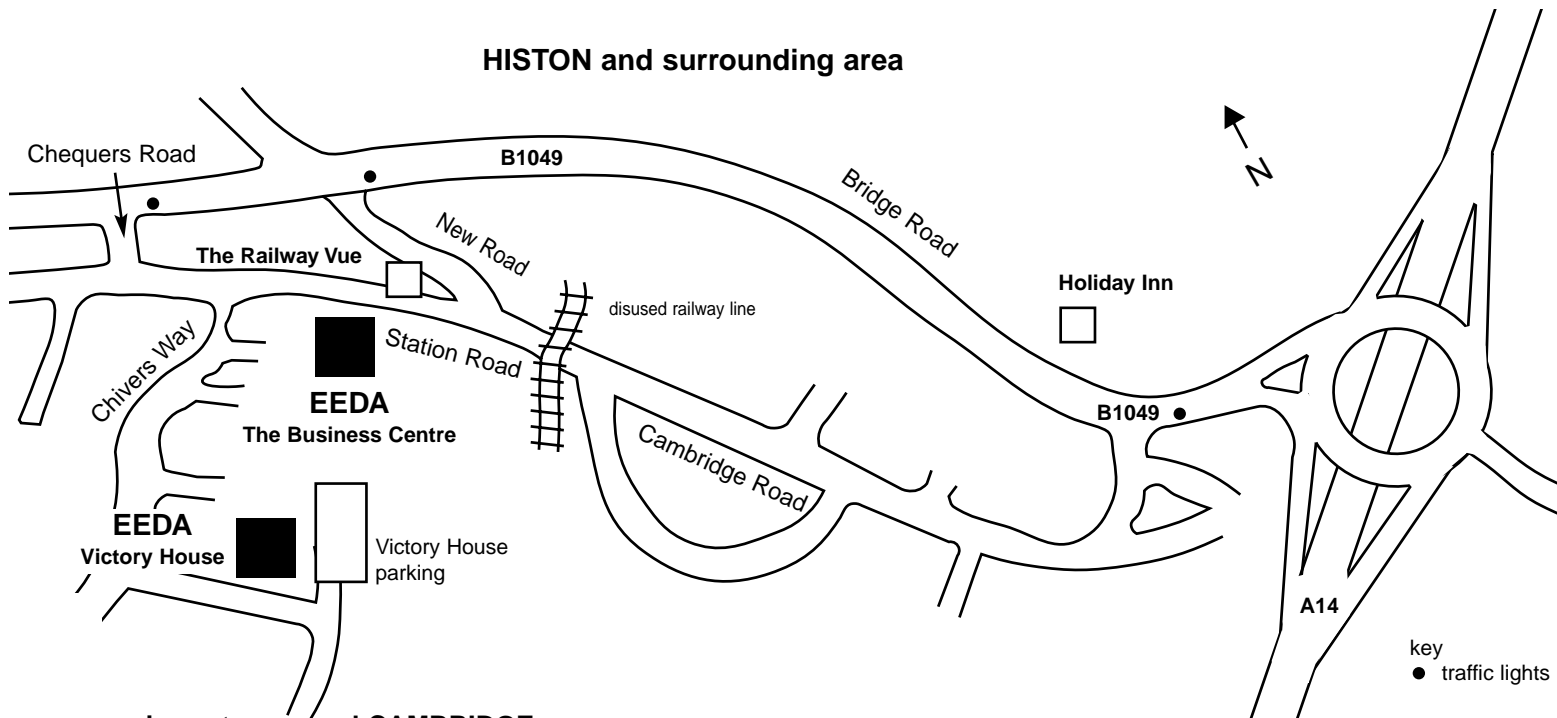 HISTON and surrounding area
Chequers Road
B1049
Bridge Road
N
New Road
The Railway Vue
Holiday Inn
disused railway line
Station Road
Chivers Way
EEDA
The Business Centre
B1049
Cambridge Road
EEDA
Victory House
Victory House
parking
A14
key
traffic lights
CAMBRIDGE